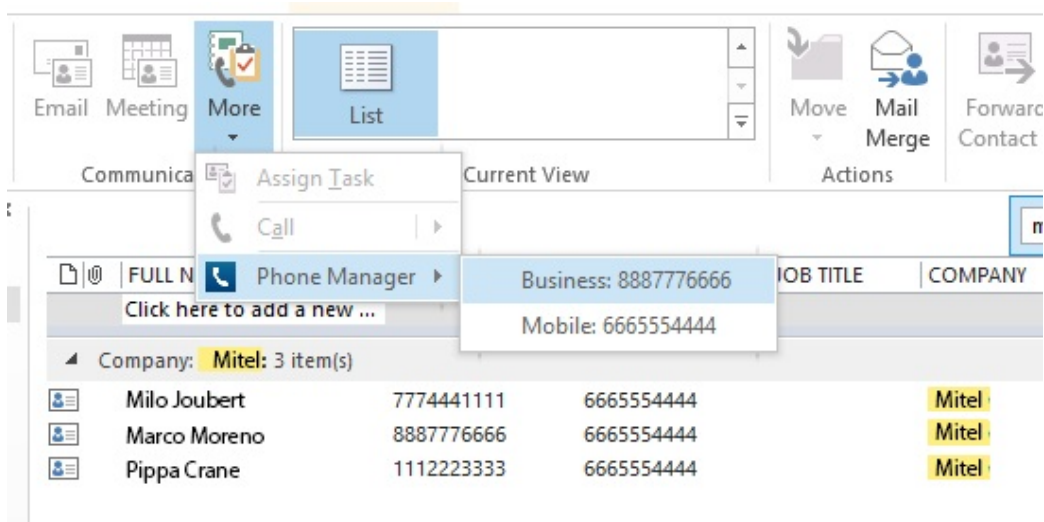 Email Meeting More List Move Mail Merge Forward Contact
Communica Current View Actions
Assign Task
Call
Phone Manager
Business: 8887776666
Mobile: 6665554444
m
FULL N JOB TITLE COMPANY
Click here to add a new ...
Company: Mitel: 3 item(s)
Milo Joubert 7774441111 6665554444 Mitel
Marco Moreno 8887776666 6665554444 Mitel
Pippa Crane 1112223333 6665554444 Mitel